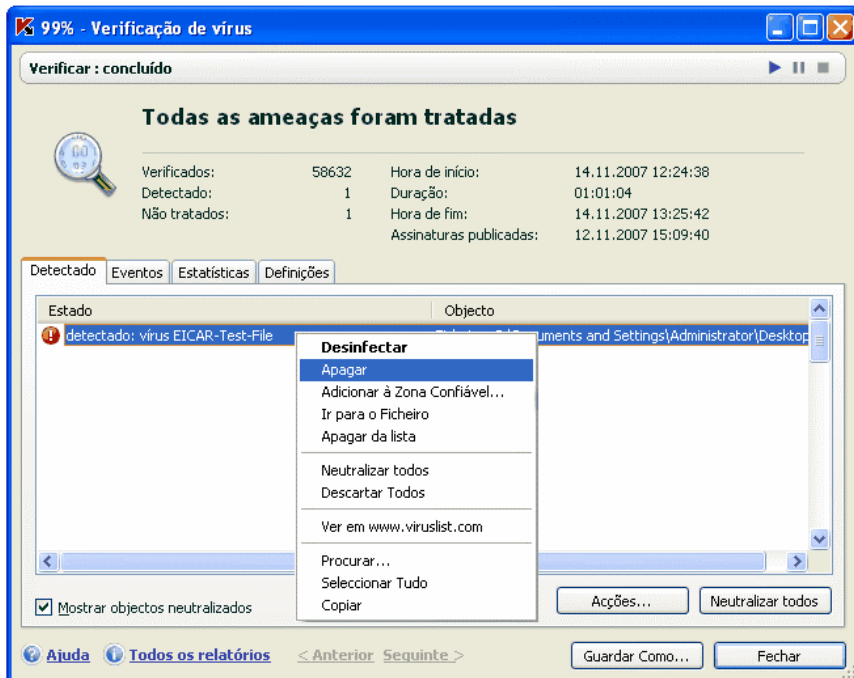 99% - Verificação de vírus
Verificar : concluído
Todas as ameaças foram tratadas
Verificados: 58632 Hora de início: 14.11.2007 12:24:38
Detectado: 1 Duração: 01:01:04
Não tratados: 1 Hora de fim: 14.11.2007 13:25:42
Assinaturas publicadas: 12.11.2007 15:09:40
Detectado Eventos Estatísticas Definições
Estado Objecto
detectado: vírus EICAR-Test-File and Settings\Administrator\Desktop
Desinfectar
Apagar
Adicionar à Zona Confiável...
Ir para o Ficheiro
Apagar da lista
Neutralizar todos
Descartar Todos
Ver em www.viruslist.com
Procurar...
Seleccionar Tudo
Copiar
Mostrar objectos neutralizados Acções... Neutralizar todos
Ajuda Todos os relatórios < Anterior Seguinte > Guardar Como... Fechar